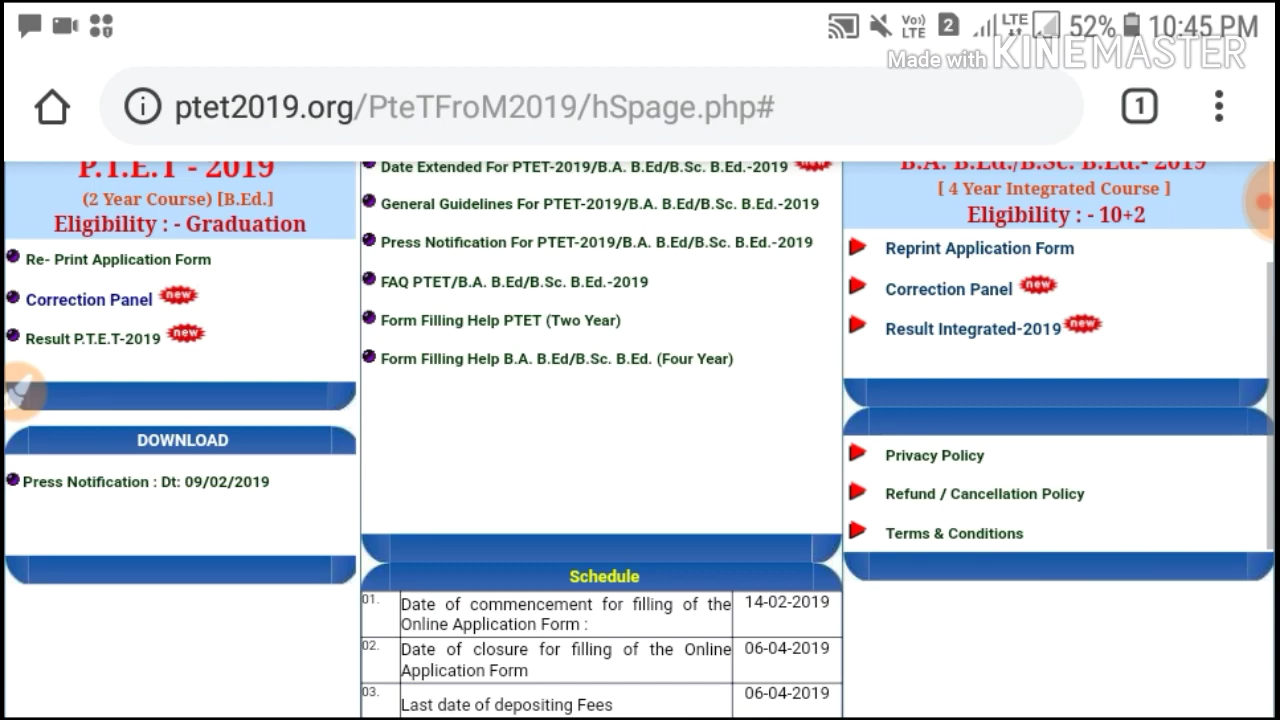 Vo))
LTE
2
LTE
52%
10:45 PM
Made with KINEMASTER
ptet2019.org/PteTFroM2019/hSpage.php#
1
P.T.E.T - 2019
(2 Year Course) [B.Ed.]
Eligibility : - Graduation
Re- Print Application Form
Correction Panel new
Result P.T.E.T-2019 new
DOWNLOAD
Press Notification : Dt: 09/02/2019
Date Extended For PTET-2019/B.A. B.Ed/B.Sc. B.Ed.-2019
General Guidelines For PTET-2019/B.A. B.Ed/B.Sc. B.Ed.-2019
Press Notification For PTET-2019/B.A. B.Ed/B.Sc. B.Ed.-2019
FAQ PTET/B.A. B.Ed/B.Sc. B.Ed.-2019
Form Filling Help PTET (Two Year)
Form Filling Help B.A. B.Ed/B.Sc. B.Ed. (Four Year)
Schedule
01. Date of commencement for filling of the 14-02-2019
Online Application Form :
02. Date of closure for filling of the Online 06-04-2019
Application Form
03. Last date of depositing Fees 06-04-2019
B.A. B.Ed./B.Sc. B.Ed.- 2019
[ 4 Year Integrated Course ]
Eligibility : - 10+2
Reprint Application Form
Correction Panel new
Result Integrated-2019 new
Privacy Policy
Refund / Cancellation Policy
Terms & Conditions